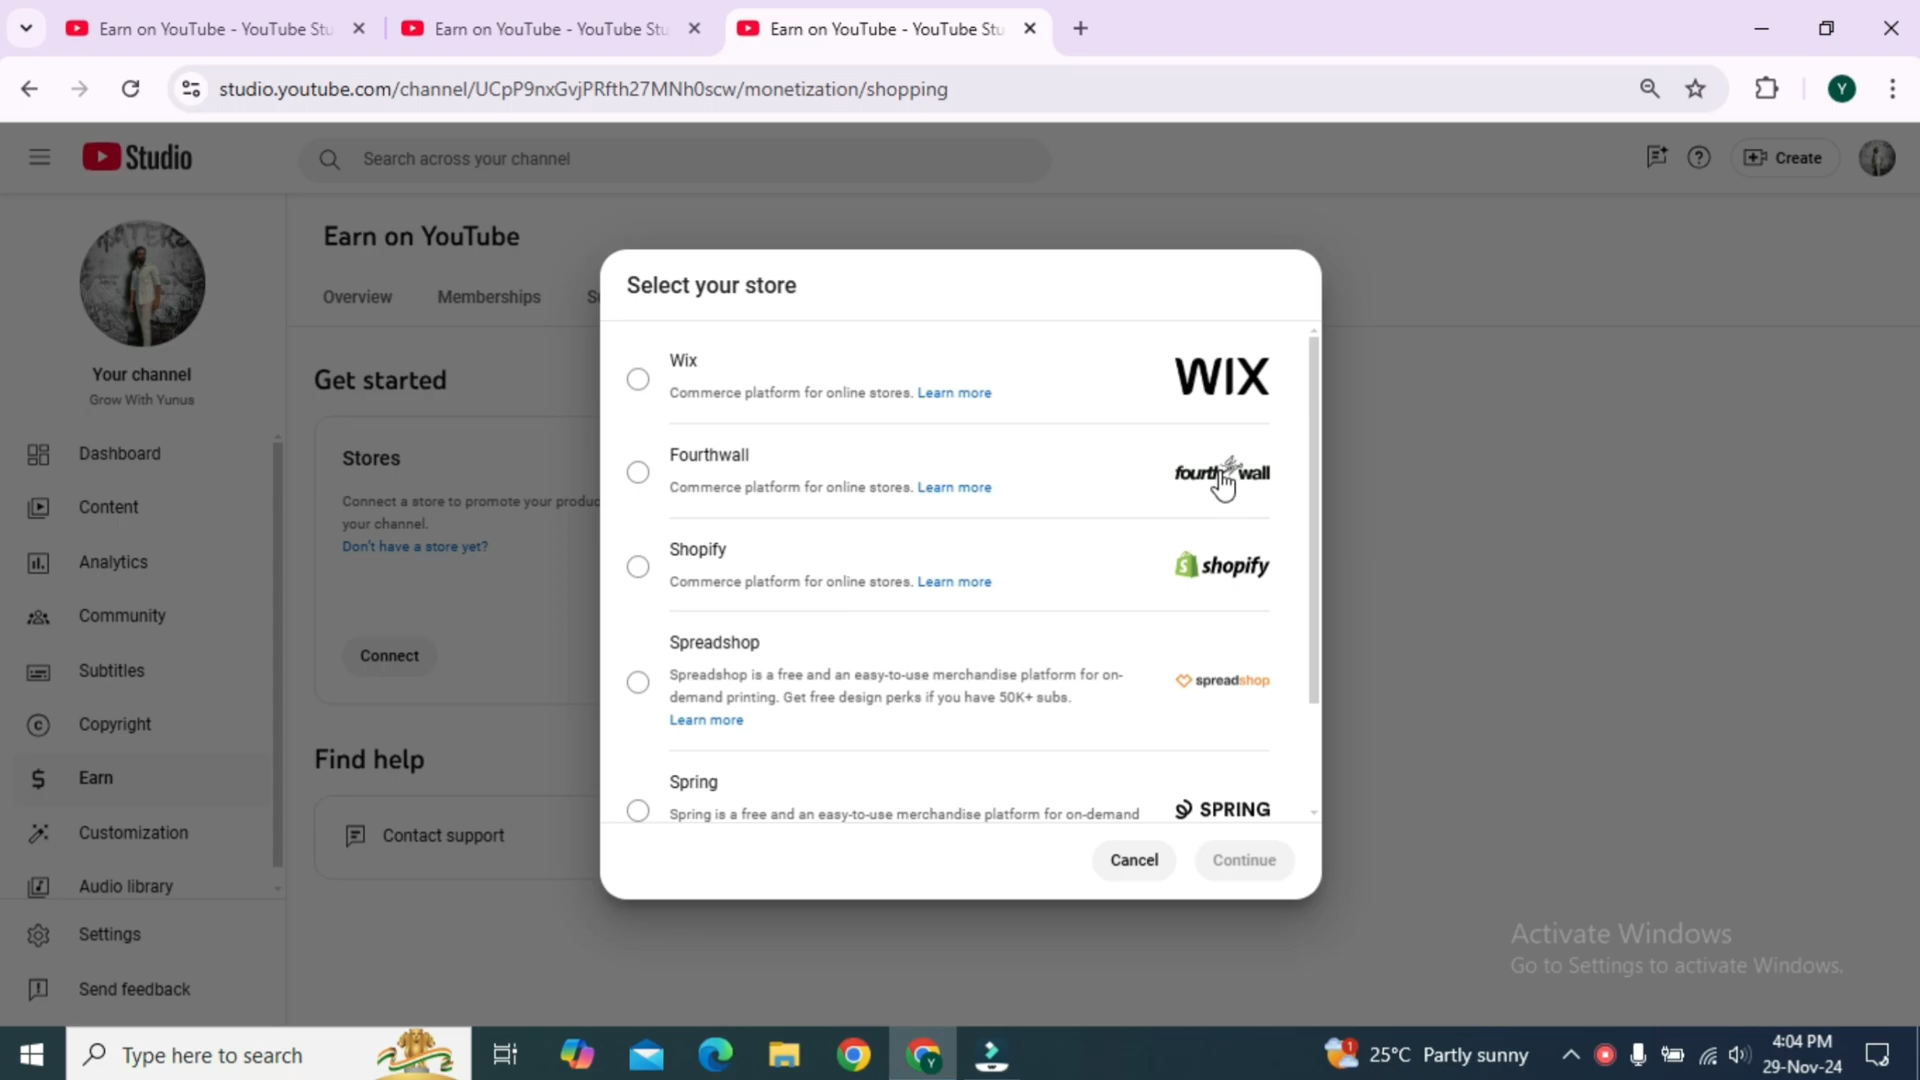 Earn on YouTube - YouTube Stu
Earn on YouTube - YouTube Stu
Earn on YouTube - YouTube Stu
studio.youtube.com/channel/UCpP9nxGvjPRfth27MNh0scw/monetization/shopping
Y
Studio
Search across your channel
Create
Your channel
Grow With Yunus
Dashboard
Content
Analytics
Community
Subtitles
Copyright
Earn
Customization
Audio library
Settings
Send feedback
Earn on YouTube
Overview
Memberships
Get started
Stores
Connect a store to promote your produc
your channel.
Don't have a store yet?
Connect
Find help
Contact support
Select your store
Wix
Commerce platform for online stores. Learn more
WIX
Fourthwall
Commerce platform for online stores. Learn more
fourthwall
Shopify
Commerce platform for online stores. Learn more
shopify
Spreadshop
Spreadshop is a free and an easy-to-use merchandise platform for on-
demand printing. Get free design perks if you have 50K+ subs.
Learn more
spreadshop
Spring
Spring is a free and an easy-to-use merchandise platform for on-demand
SPRING
Cancel
Continue
Activate Windows
Go to Settings to activate Windows.
Type here to search
1
25°C Partly sunny
4:04 PM
29-Nov-24